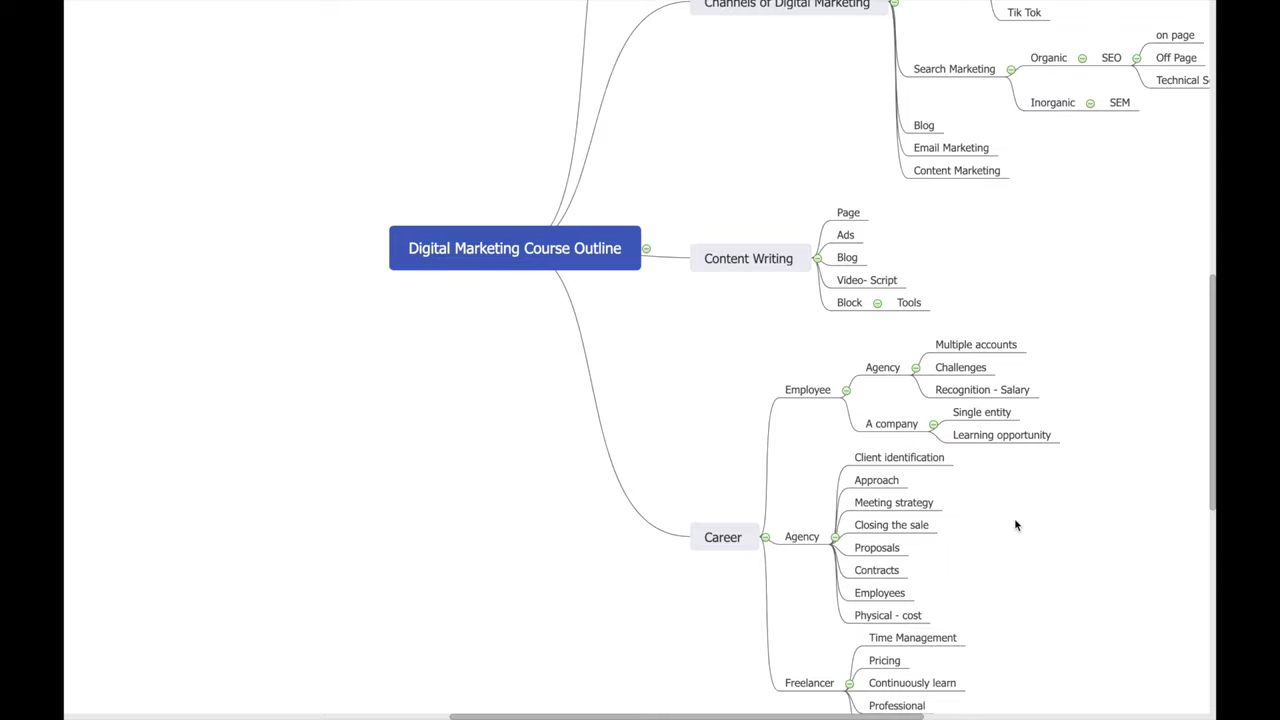 Channels of Digital Marketing
Tik Tok
Search Marketing
Organic
SEO
on page
Off Page
Technical
Inorganic
SEM
Blog
Email Marketing
Content Marketing
Digital Marketing Course Outline
Content Writing
Page
Ads
Blog
Video- Script
Block
Tools
Career
Employee
Agency
Multiple accounts
Challenges
Recognition - Salary
A company
Single entity
Learning opportunity
Agency
Client identification
Approach
Meeting strategy
Closing the sale
Proposals
Contracts
Employees
Physical - cost
Freelancer
Time Management
Pricing
Continuously learn
Professional